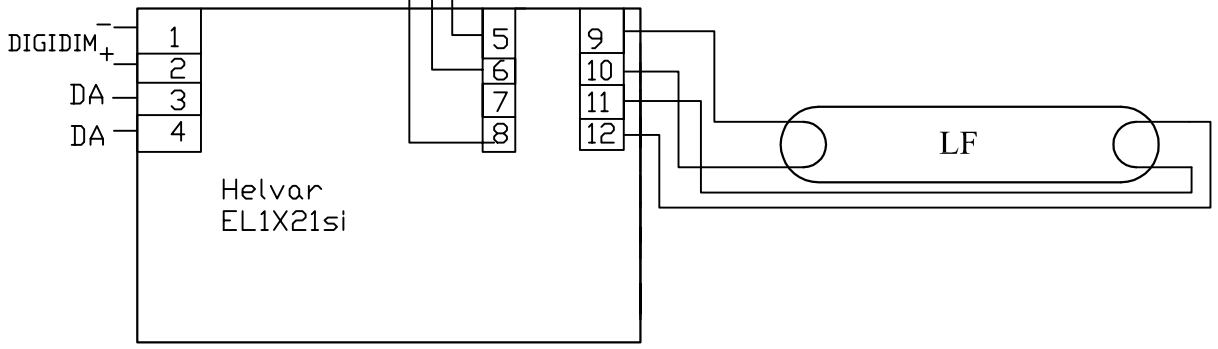 DIGIDIM
−
+
DA
DA
1
2
3
4
5
6
7
8
9
10
11
12
LF
Helvar
EL1X21si